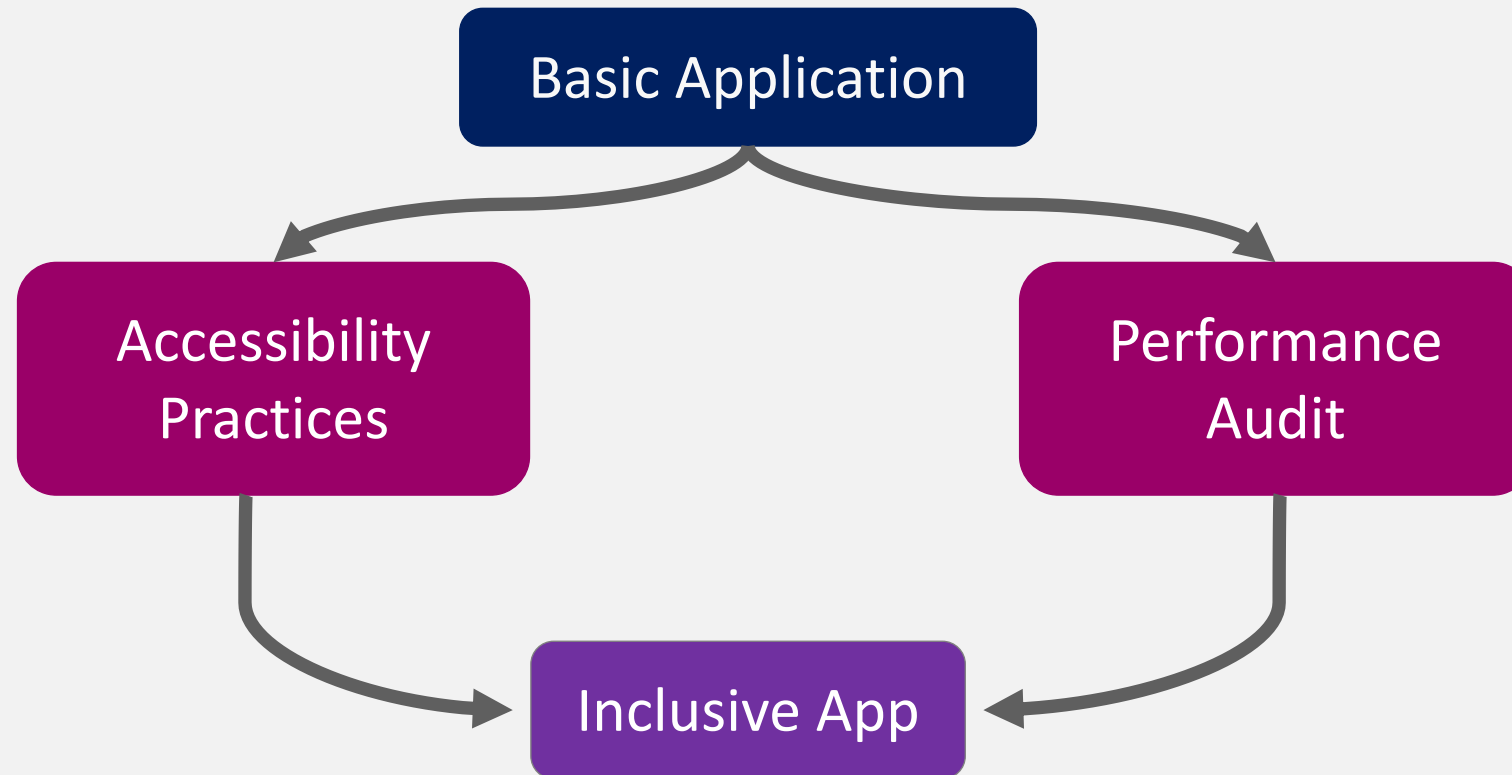 Basic Application
Accessibility
Practices
Performance
Audit
Inclusive App